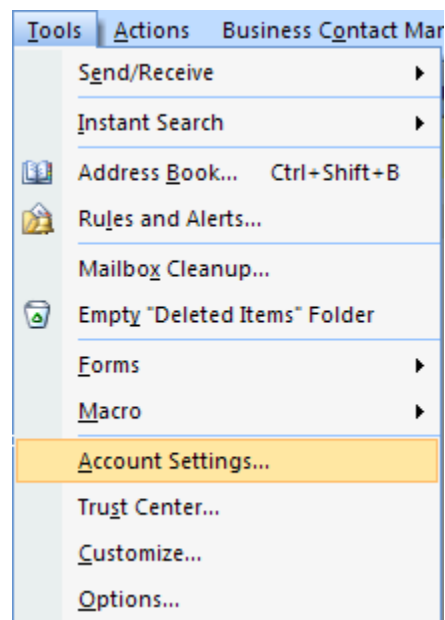 Tools Actions Business Contact Mar
Send/Receive
Instant Search
Address Book... Ctrl+Shift+B
Rules and Alerts...
Mailbox Cleanup...
Empty "Deleted Items" Folder
Forms
Macro
Account Settings...
Trust Center...
Customize...
Options...